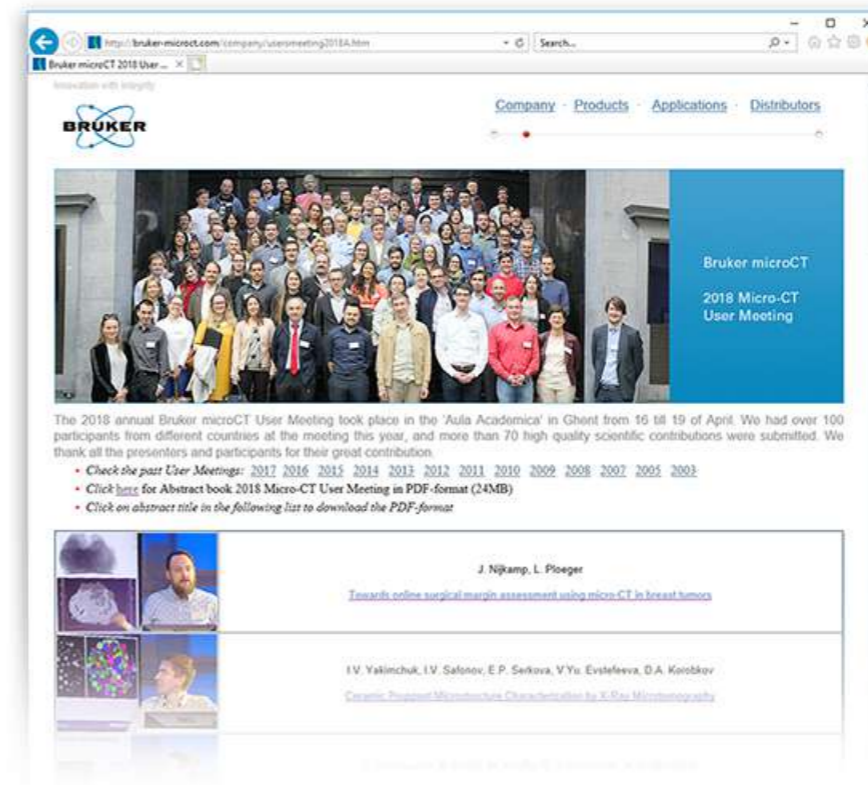 http://bruker-microct.com/company/usersmeeting2018A.htm
Search...
Bruker microCT 2018 User ...
Innovation with Integrity
BRUKER
Company · Products · Applications · Distributors
Bruker microCT
2018 Micro-CT
User Meeting
The 2018 annual Bruker microCT User Meeting took place in the 'Aula Academica' in Ghent from 16 till 19 of April. We had over 100
participants from different countries at the meeting this year, and more than 70 high quality scientific contributions were submitted. We
thank all the presenters and participants for their great contribution.
• Check the past User Meetings: 2017 2016 2015 2014 2013 2012 2011 2010 2009 2008 2007 2005 2003
• Click here for Abstract book 2018 Micro-CT User Meeting in PDF-format (24MB)
• Click on abstract title in the following list to download the PDF-format
J. Nijkamp, L. Ploeger
Towards online surgical margin assessment using micro-CT in breast tumors
I.V. Yakimchuk, I.V. Safonov, E.P. Serkova, V.Yu. Evstefeeva, D.A. Korobkov
Ceramic Proppant Microstructure Characterization by X-Ray Microtomography